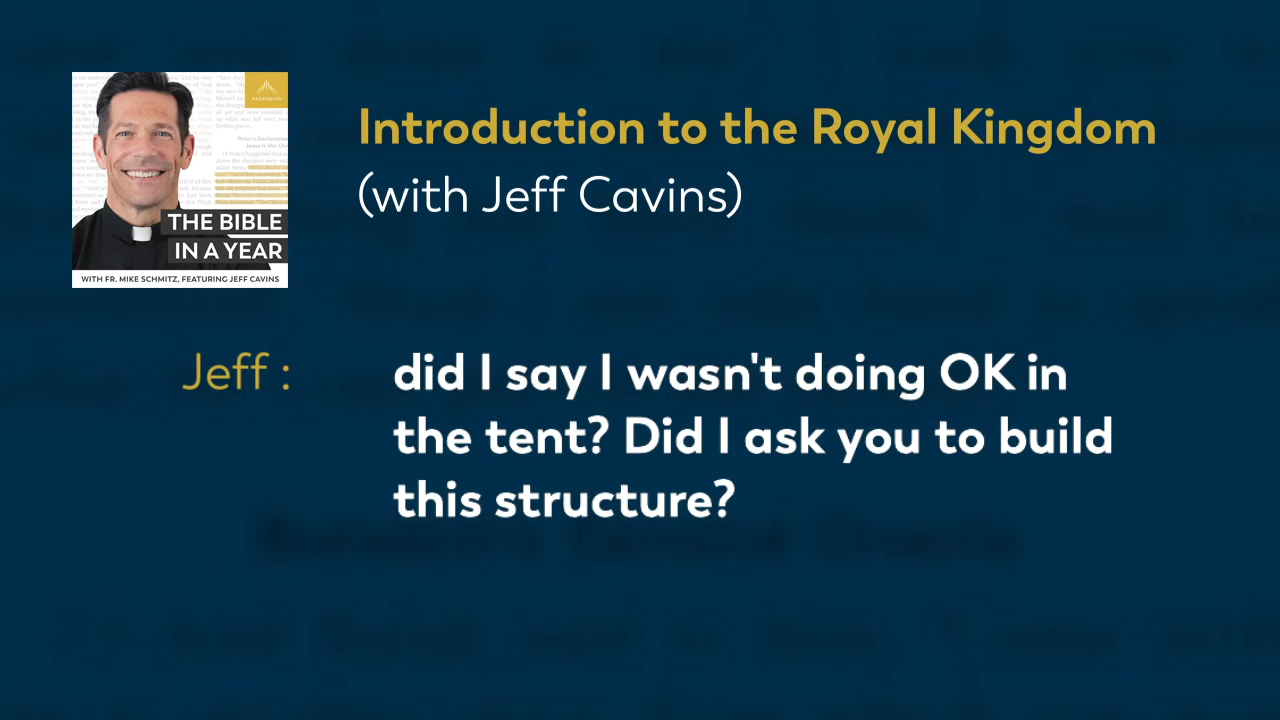 Introduction to the Royal Kingdom
(with Jeff Cavins)
ASCENSION
THE BIBLE
IN A YEAR
WITH FR. MIKE SCHMITZ, FEATURING JEFF CAVINS
Jeff :
did I say I wasn't doing OK in
the tent? Did I ask you to build
this structure?